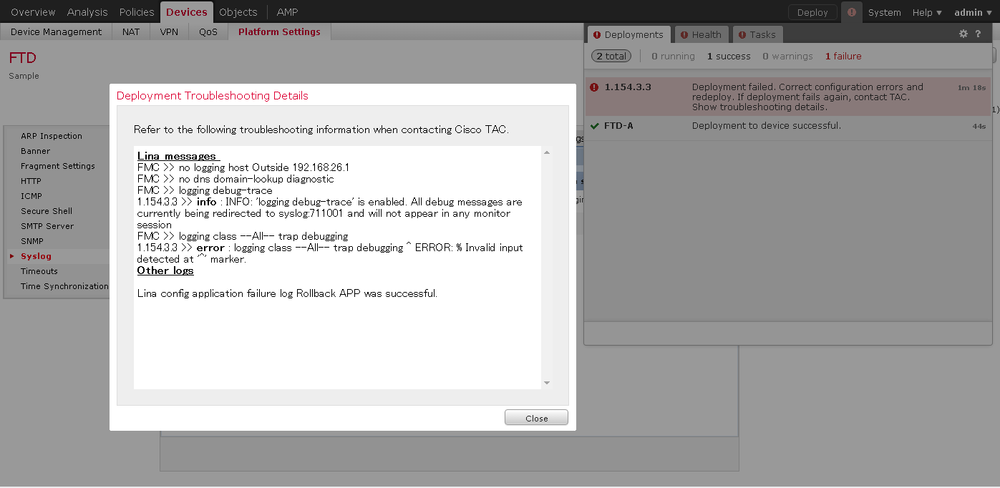 Overview Analysis Policies Devices Objects AMP Deploy System Help ▼ admin ▼
Device Management NAT VPN QoS Platform Settings
Deployments Health Tasks ?
2 total 0 running 1 success 0 warnings 1 failure
FTD
Sample
1.154.3.3 Deployment failed. Correct configuration errors and 1m 18s
redeploy. If deployment fails again, contact TAC.
Show troubleshooting details.
1)
FTD-A Deployment to device successful. 44s
ARP Inspection
Banner
Fragment Settings
HTTP
ICMP
Secure Shell
SMTP Server
SNMP
Syslog
Timeouts
Time Synchronization
Deployment Troubleshooting Details
Refer to the following troubleshooting information when contacting Cisco TAC.
Lina messages
FMC >> no logging host Outside 192.168.26.1
FMC >> no dns domain-lookup diagnostic
FMC >> logging debug-trace
1.154.3.3 >> info : INFO: 'logging debug-trace' is enabled. All debug messages are
currently being redirected to syslog:711001 and will not appear in any monitor
session
FMC >> logging class --All-- trap debugging
1.154.3.3 >> error : logging class --All-- trap debugging ^ ERROR: % Invalid input
detected at '^' marker.
Other logs
Lina config application failure log Rollback APP was successful.
Close